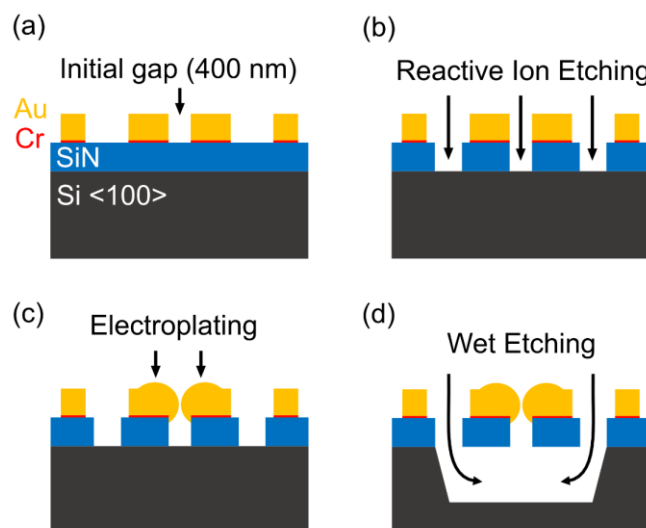 (a)
Initial gap (400 nm)
Au
Cr
SiN
Si <100>
(b)
Reactive Ion Etching
(c)
Electroplating
(d)
Wet Etching